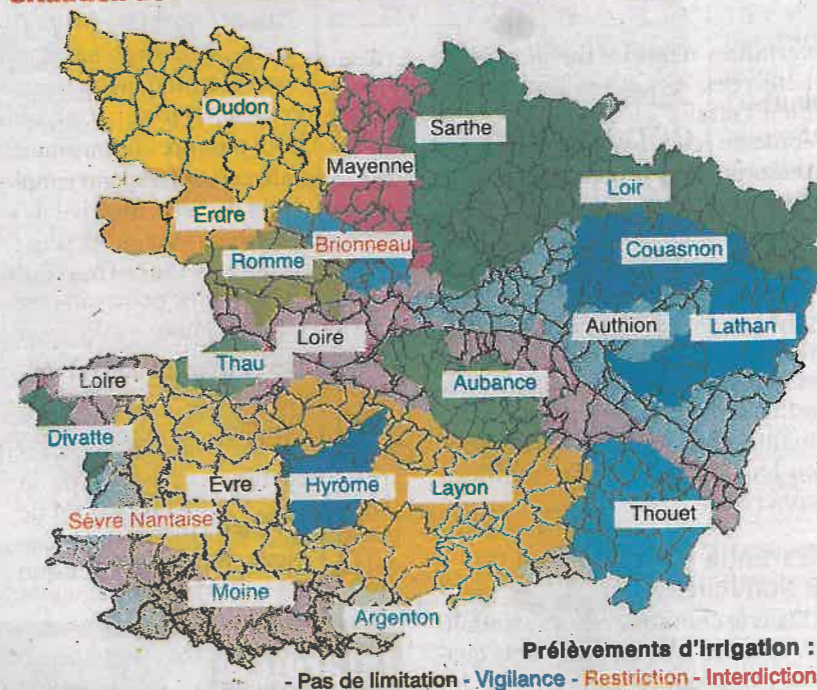 Oudon
Sarthe
Mayenne
Loir
Erdre
Brionneau
Couasnon
Romme
Loire
Authion
Lathan
Thau
Loire
Aubance
Divatte
Evre
Hyrôme
Layon
Thouet
Sèvre Nantaise
Moine
Argenton
Prélèvements d'irrigation :
- Pas de limitation - Vigilance - Restriction - Interdiction